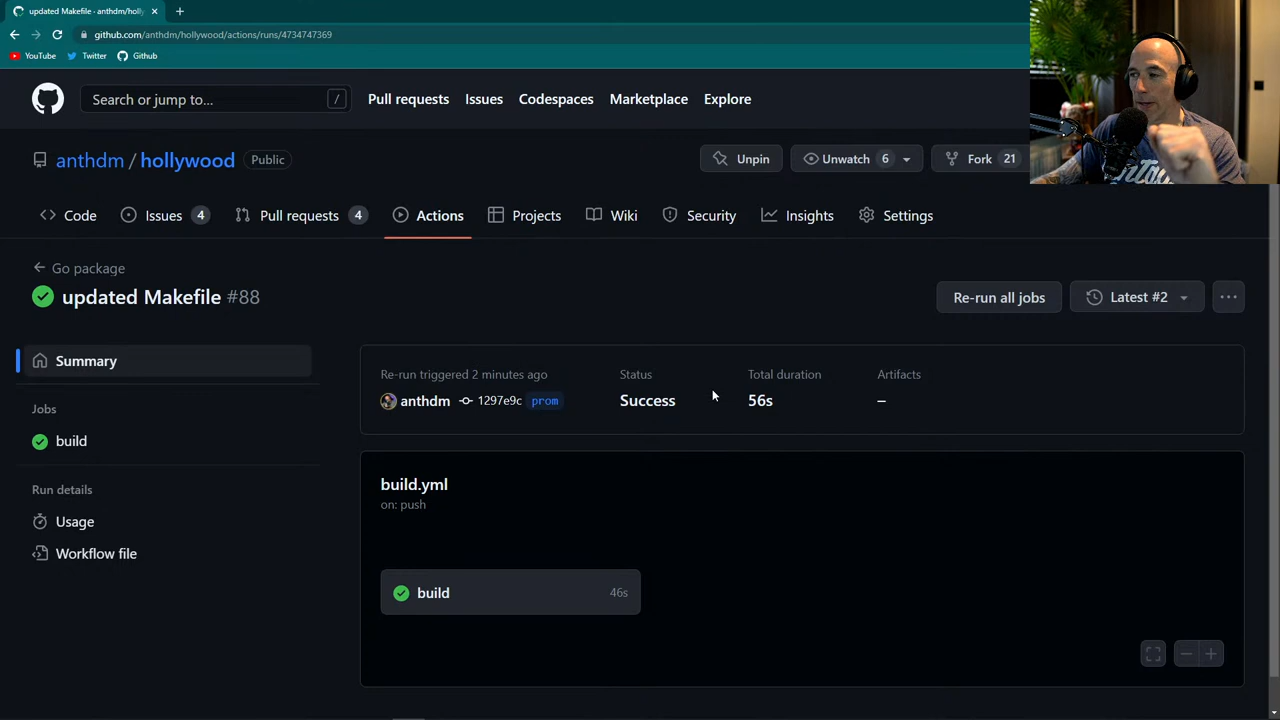 updated Makefile · anthdm/holly
github.com/anthdm/hollywood/actions/runs/4734747369
YouTube Twitter Github
Search or jump to... / Pull requests Issues Codespaces Marketplace Explore
anthdm / hollywood Public Unpin Unwatch 6 Fork 21
Code Issues 4 Pull requests 4 Actions Projects Wiki Security Insights Settings
Go package
updated Makefile #88 Re-run all jobs Latest #2
Summary
Re-run triggered 2 minutes ago Status Total duration Artifacts
anthdm 1297e9c prom Success 56s –
Jobs
build
Run details
Usage
Workflow file
build.yml
on: push
build 46s